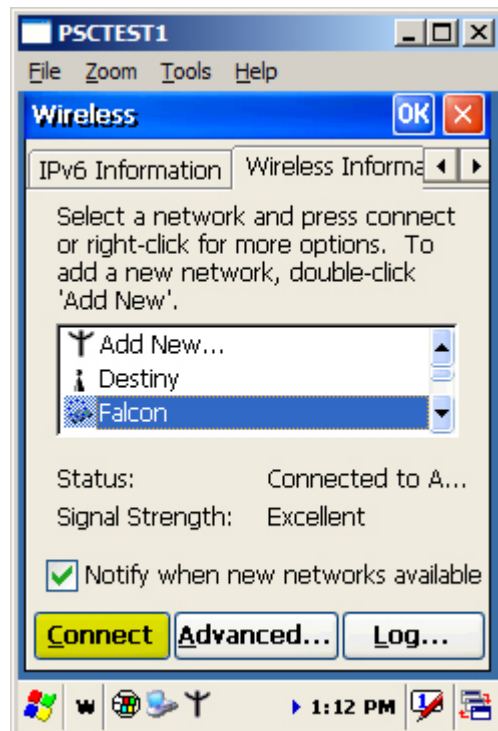 PSCTEST1
File Zoom Tools Help
Wireless OK
IPv6 Information Wireless Informa
Select a network and press connect
or right-click for more options. To
add a new network, double-click
'Add New'.
Add New...
Destiny
Falcon
Status: Connected to A...
Signal Strength: Excellent
Notify when new networks available
Connect Advanced... Log...
1:12 PM